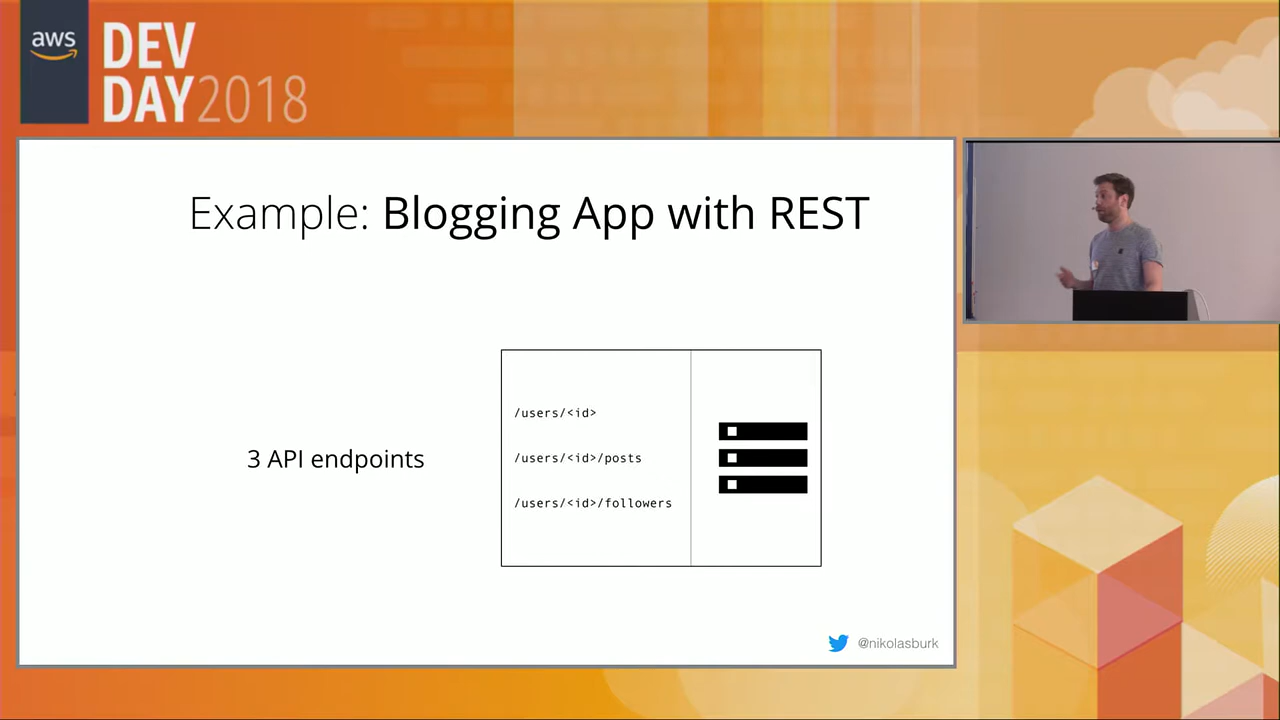 aws
DEV
DAY2018
Example: Blogging App with REST
3 API endpoints
/users/<id>
/users/<id>/posts
/users/<id>/followers
@nikolasburk